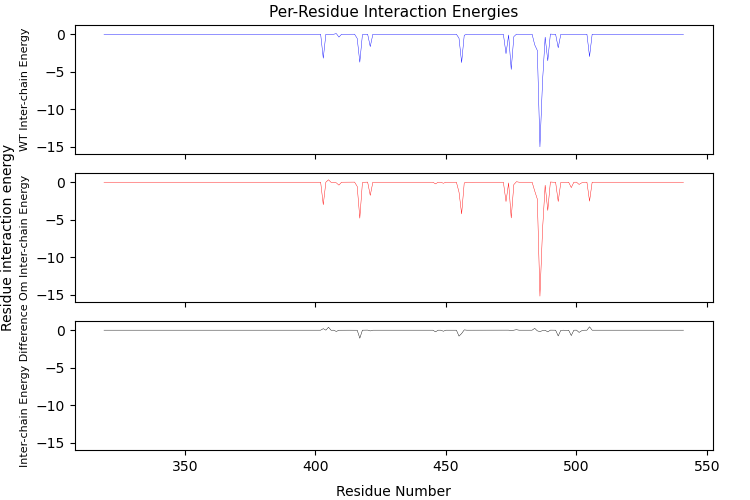 Per-Residue Interaction Energies
Residue interaction energy
WT Inter-chain Energy
0
−5
−10
−15
Om Inter-chain Energy
0
−5
−10
−15
Inter-chain Energy Difference
0
−5
−10
−15
350 400 450 500 550
Residue Number